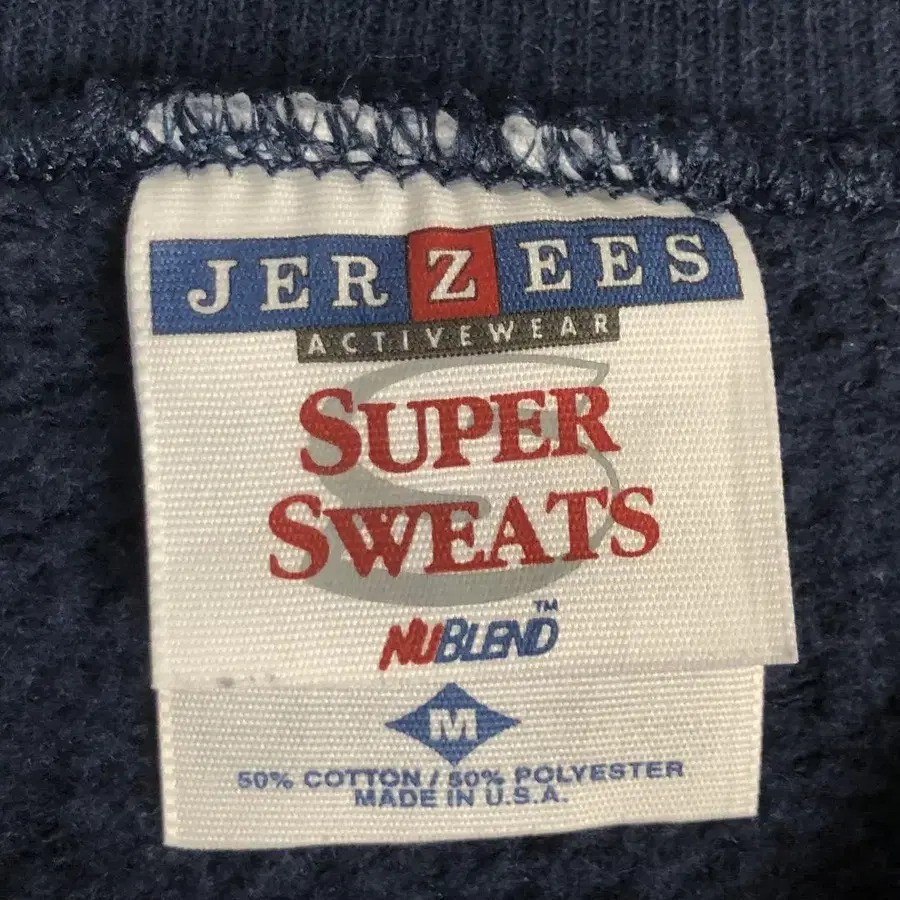 JERZEES
ACTIVEWEAR
SUPER
SWEATS
NUBLEND™
M
50% COTTON / 50% POLYESTER
MADE IN U.S.A.